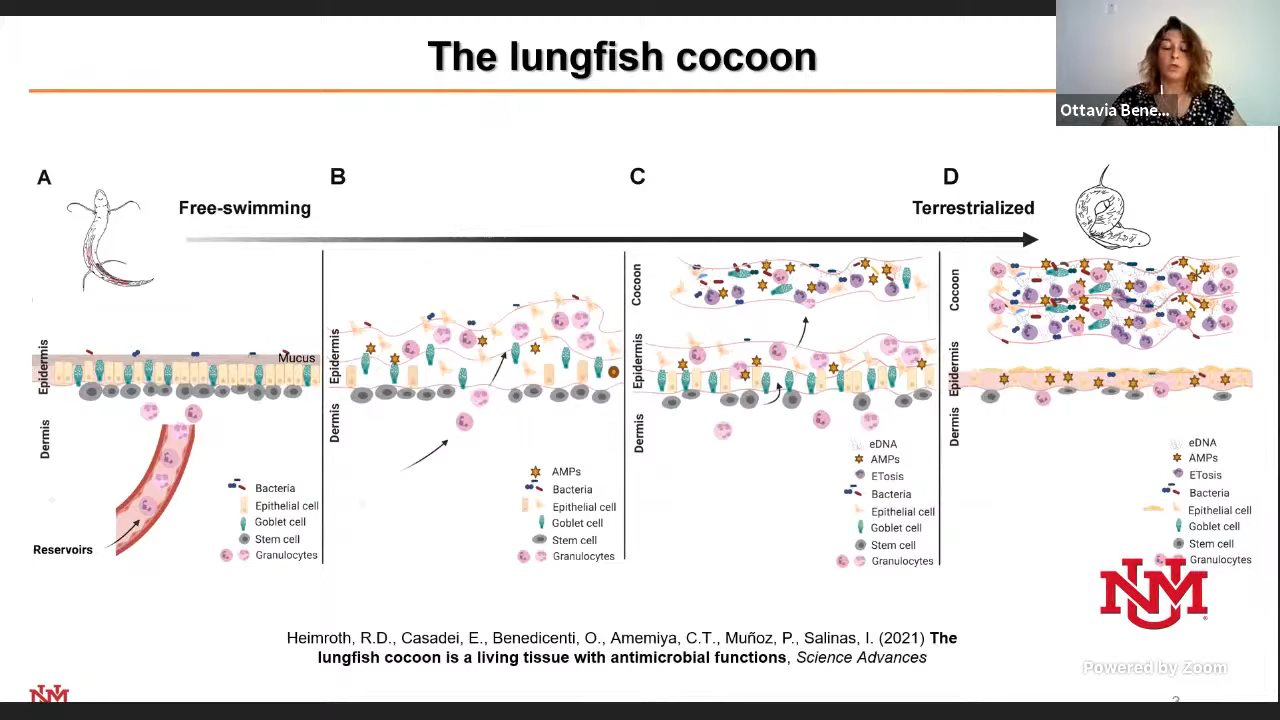 The lungfish cocoon
Ottavia Bene...
A
B
C
D
Free-swimming
Terrestrialized
Epidermis
Dermis
Mucus
Reservoirs
Bacteria
Epithelial cell
Goblet cell
Stem cell
Granulocytes
Epidermis
Dermis
AMPs
Bacteria
Epithelial cell
Goblet cell
Stem cell
Granulocytes
Cocoon
Epidermis
Dermis
eDNA
AMPs
ETosis
Bacteria
Epithelial cell
Goblet cell
Stem cell
Granulocytes
Cocoon
Epidermis
Dermis
eDNA
AMPs
ETosis
Bacteria
Epithelial cell
Goblet cell
Stem cell
Granulocytes
NM
Heimroth, R.D., Casadei, E., Benedicenti, O., Amemiya, C.T., Muñoz, P., Salinas, I. (2021) The
lungfish cocoon is a living tissue with antimicrobial functions, Science Advances
Powered by Zoom
NM